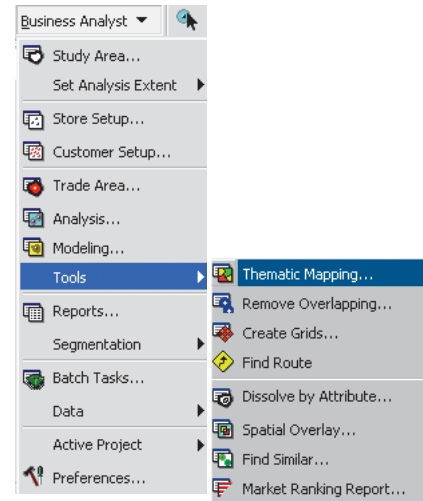 Business Analyst
Study Area...
Set Analysis Extent
Store Setup...
Customer Setup...
Trade Area...
Analysis...
Modeling...
Tools
Reports...
Segmentation
Batch Tasks...
Data
Active Project
Preferences...
Thematic Mapping...
Remove Overlapping...
Create Grids...
Find Route
Dissolve by Attribute...
Spatial Overlay...
Find Similar...
Market Ranking Report...